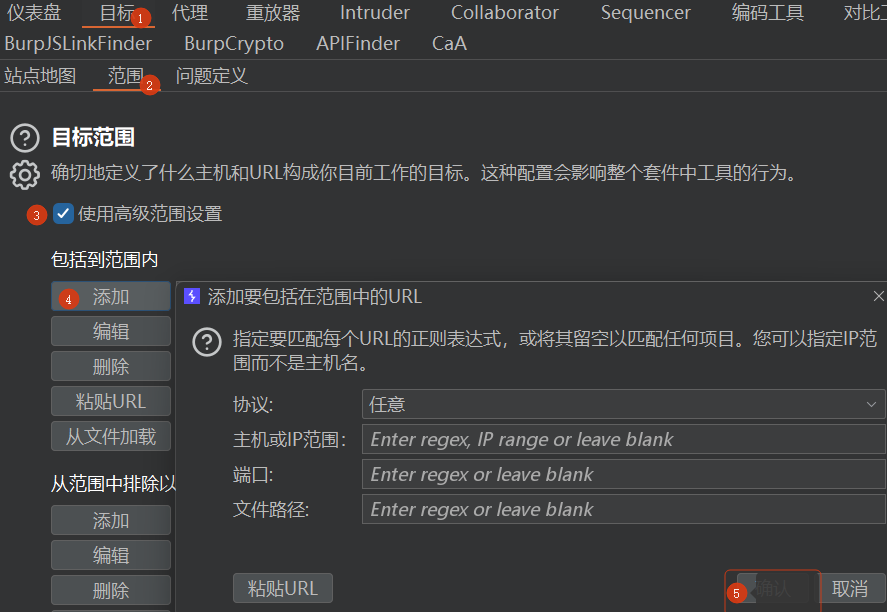 仪表盘 目标 1 代理 重放器 Intruder Collaborator Sequencer 编码工具 对比
BurpJSLinkFinder BurpCrypto APIFinder CaA
站点地图 范围 2 问题定义
目标范围
确切地定义了什么主机和URL构成你目前工作的目标。这种配置会影响整个套件中工具的行为。
3 使用高级范围设置
包括到范围内
4 添加
编辑
删除
粘贴URL
从文件加载
从范围中排除以
添加
编辑
删除
添加要包括在范围中的URL
指定要匹配每个URL的正则表达式，或将其留空以匹配任何项目。您可以指定IP范
围而不是主机名。
协议: 任意
主机或IP范围: Enter regex, IP range or leave blank
端口: Enter regex or leave blank
文件路径: Enter regex or leave blank
粘贴URL 5 确认 取消